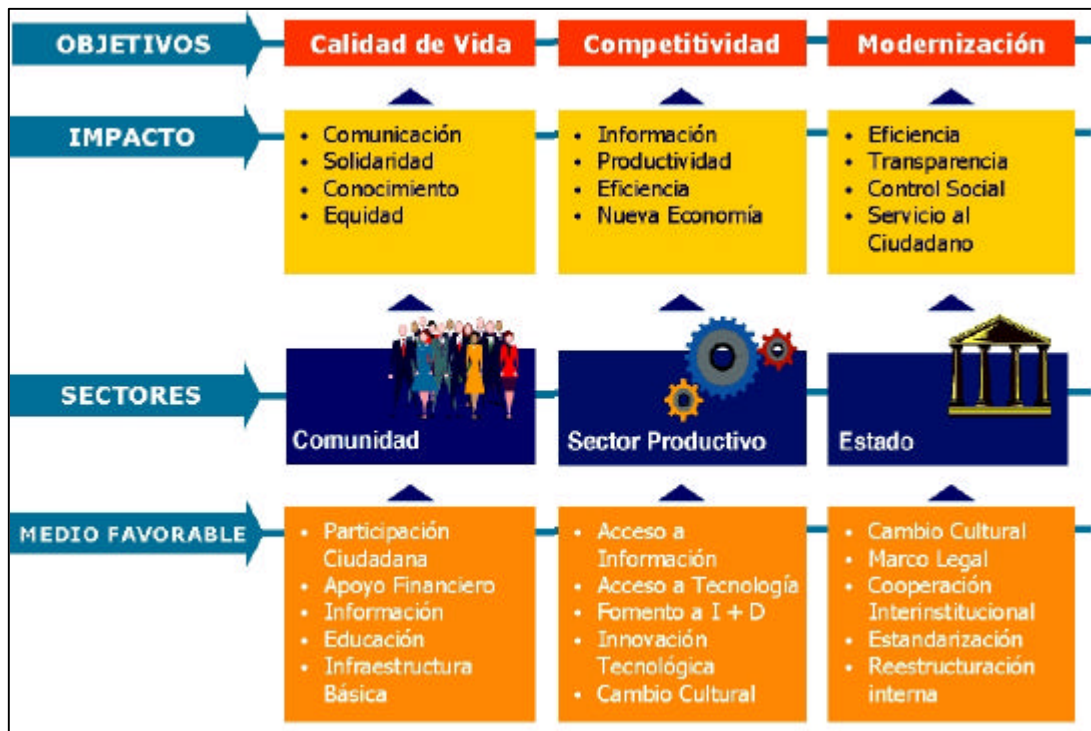 OBJETIVOS
Calidad de Vida
Competitividad
Modernización
IMPACTO
• Comunicación
• Solidaridad
• Conocimiento
• Equidad
• Información
• Productividad
• Eficiencia
• Nueva Economía
• Eficiencia
• Transparencia
• Control Social
• Servicio al
Ciudadano
SECTORES
Comunidad
Sector Productivo
Estado
MEDIO FAVORABLE
• Participación
Ciudadana
• Apoyo Financiero
• Información
• Educación
• Infraestructura
Básica
• Acceso a
Información
• Acceso a Tecnología
• Fomento a I + D
• Innovación
Tecnológica
• Cambio Cultural
• Cambio Cultural
• Marco Legal
• Cooperación
Interinstitucional
• Estandarización
• Reestructuración
interna